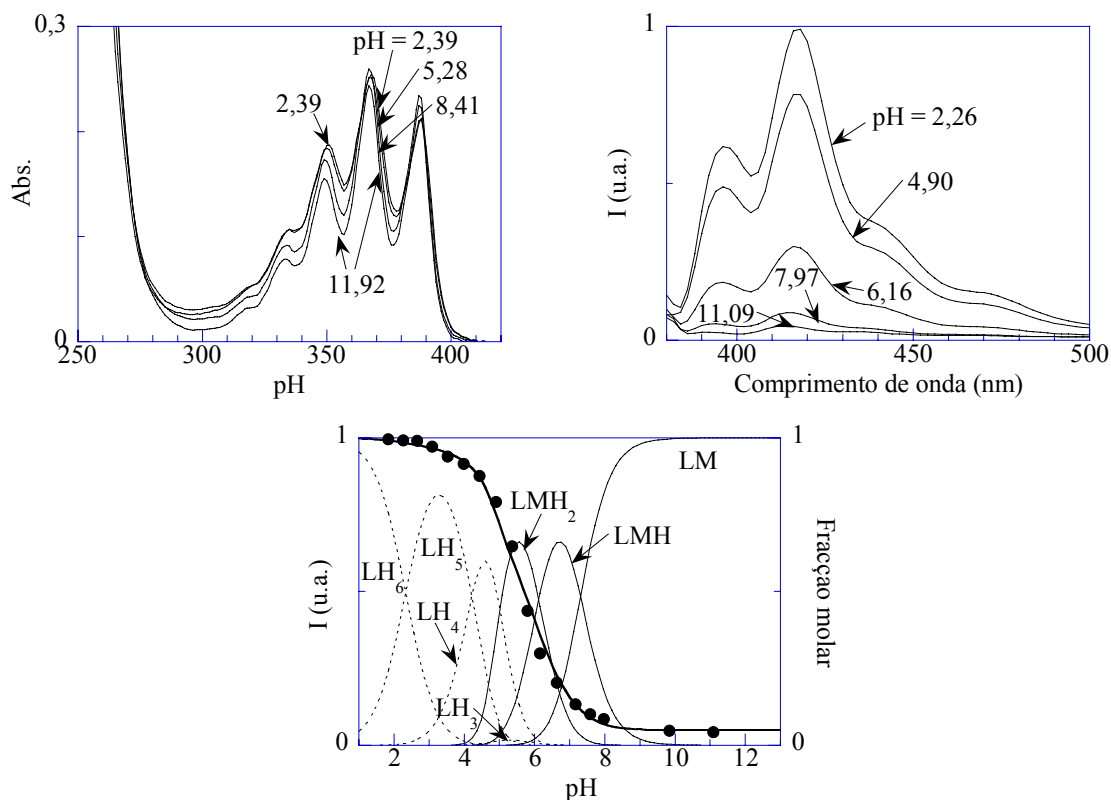 0,3
pH = 2,39
5,28
8,41
2,39
Abs.
11,92
0
250 300 350 400
pH
1
pH = 2,26
4,90
I (u.a.)
7,97
6,16
11,09
0
400 450 500
Comprimento de onda (nm)
1 1
LM
LMH2
LMH
LH5
LH6
LH4
LH3
I (u.a.)
Fracçao molar
0 0
2 4 6 8 10 12
pH